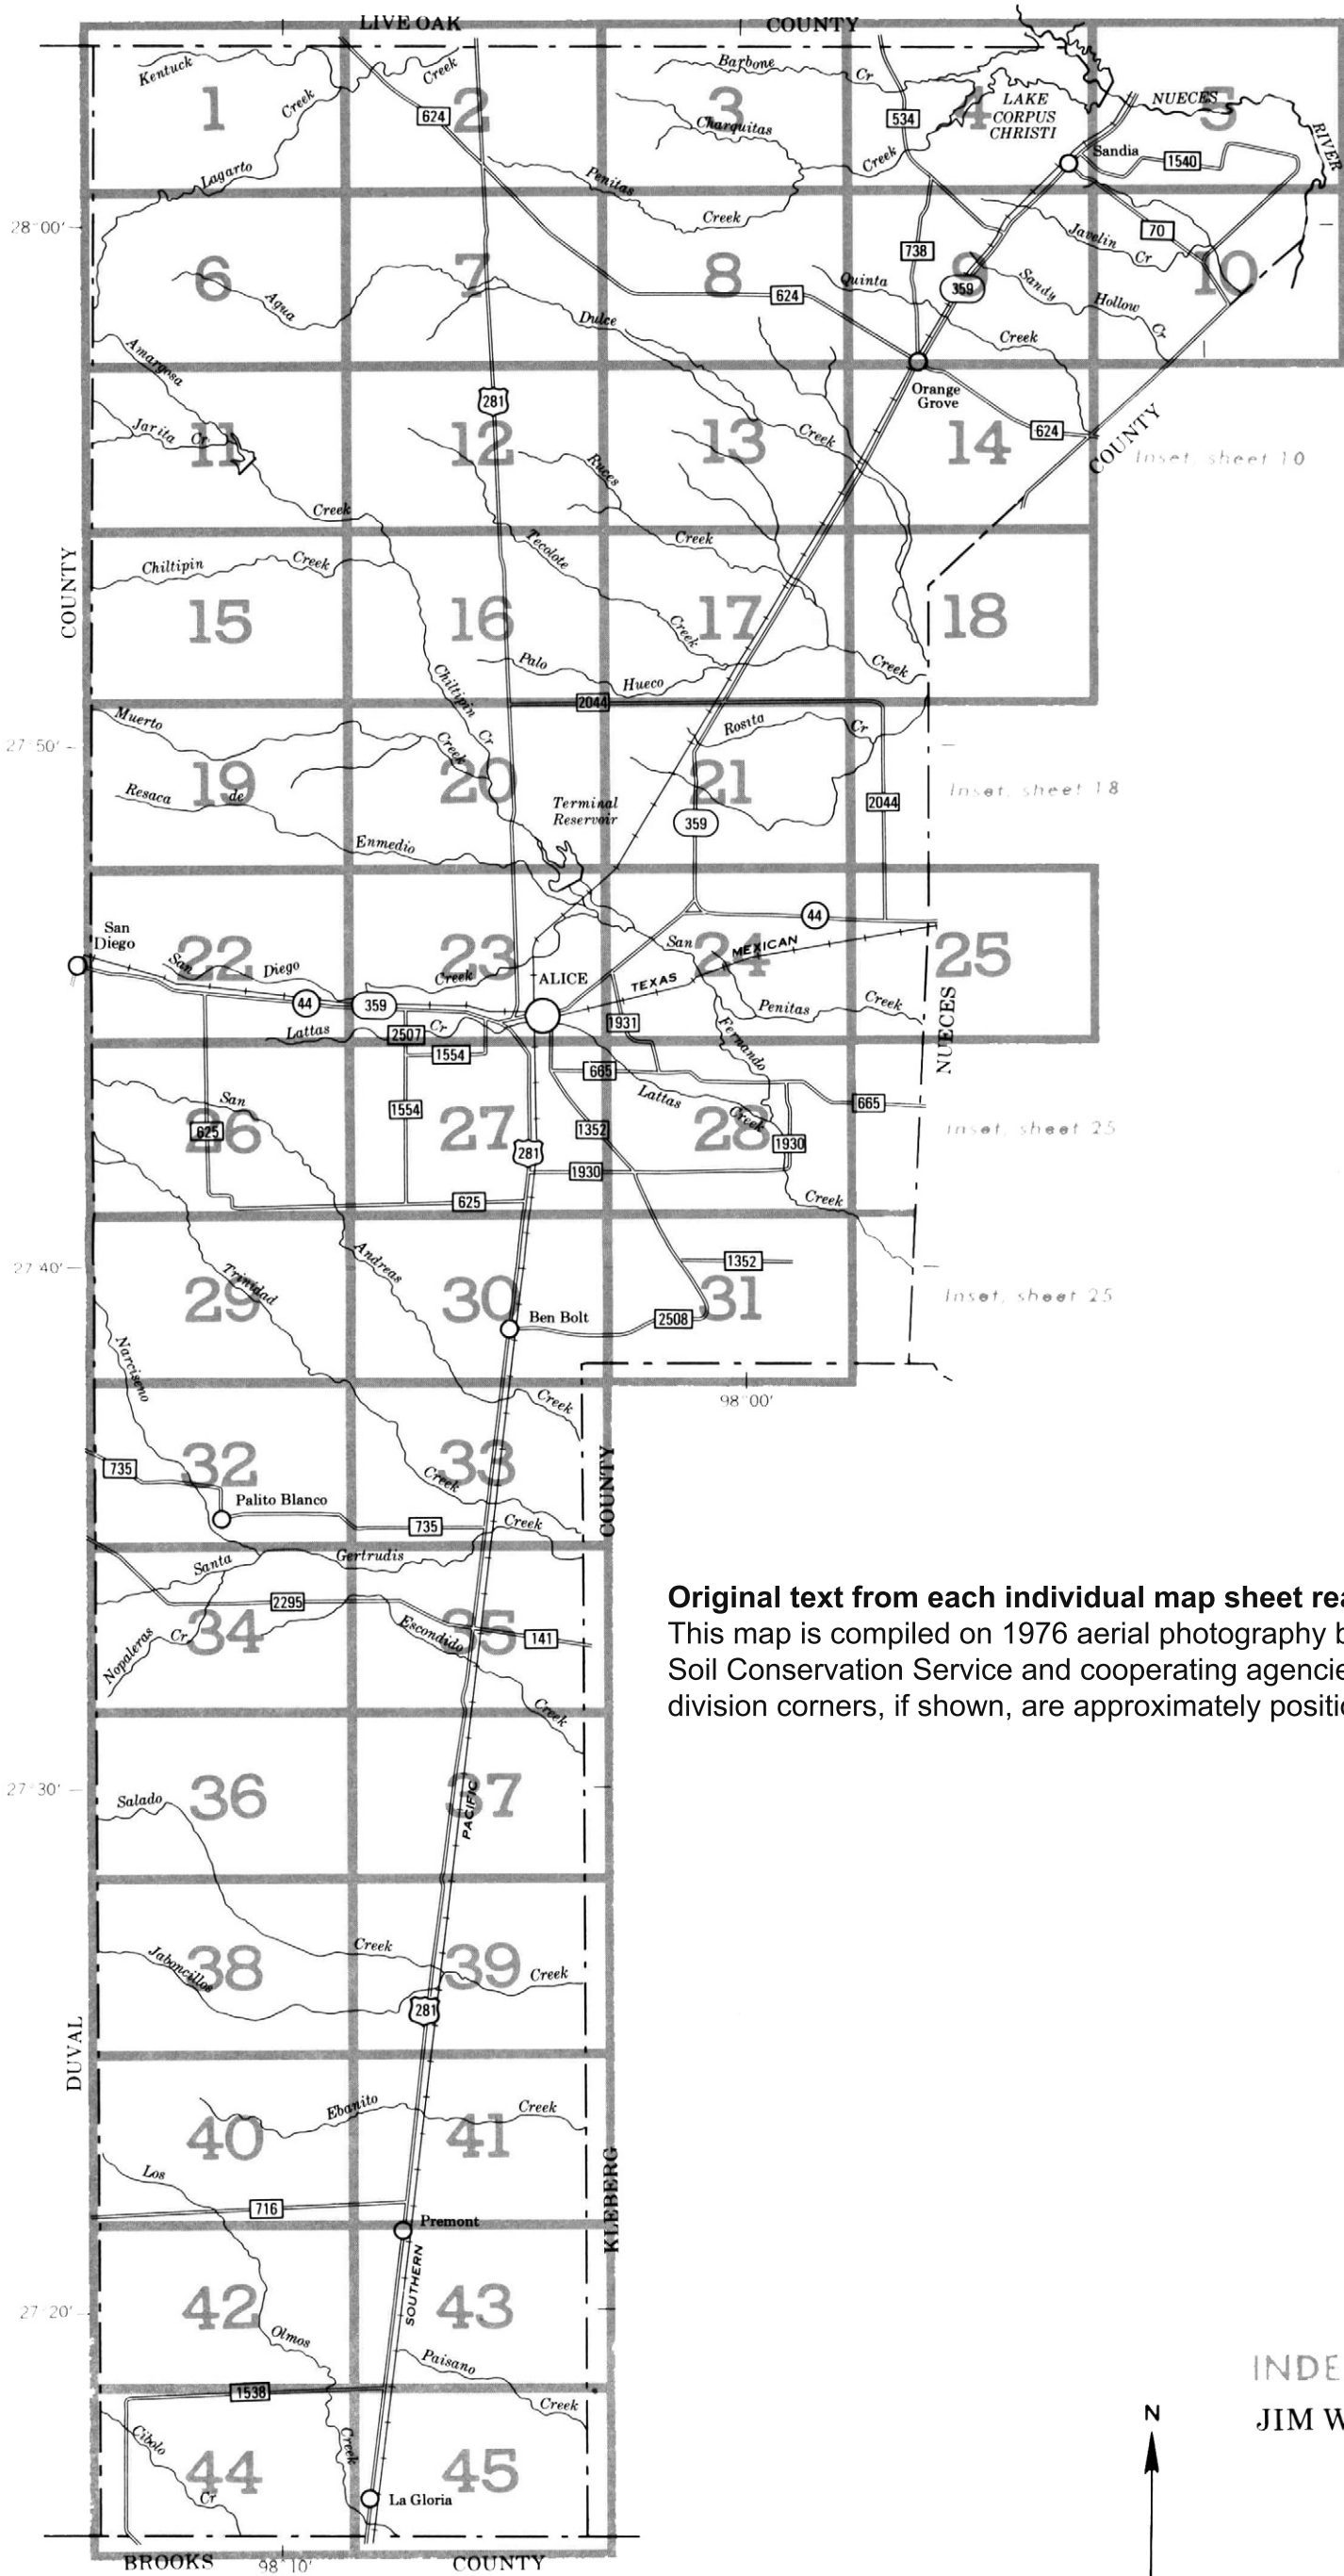 LIVE OAK COUNTY
Kentuck
Creek
Creek
Lagarto
1
2
3
4
5
624
Barbone Cr
Charquitas
Creek
534
LAKE
CORPUS
CHRISTI
NUECES
RIVER
Sandia
1540
Penitas
Creek
28°00'
6
7
8
9
10
738
70
Javelin
Cr
359
Sandy
Hollow
Cr
Agua
Dulce
624
Quinta
Creek
Amargosa
Jarita Cr
281
Orange
Grove
624
COUNTY
11
12
13
14
Inset, sheet 10
Ruces
Creek
Creek
Creek
COUNTY
Chiltipin
Creek
Tecolote
15
16
17
18
Creek
Creek
Palo
Hueco
Chiltipin
Cr
2044
Muerto
Creek
Rosita
Cr
27°50'
19
20
21
Resaca de
Enmedio
Terminal
Reservoir
359
2044
Inset, sheet 18
San
Diego
22
23
24
25
44
San
MEXICAN
TEXAS
San
Diego
Creek
ALICE
44
359
Penitas
Creek
Lattas
Cr
2507
1554
1931
Fernando
NUECES
665
Lattas
Creek
665
San
1554
625
26
27
28
1352
281
1930
1930
Inset, sheet 25
625
Creek
27°40'
29
30
31
Trinidad
Andreas
1352
Inset, sheet 25
Ben Bolt
2508
Narciseno
98°00'
Creek
32
33
735
Creek
COUNTY
Palito Blanco
735
Creek
Santa
Gertrudis
2295
34
35
Nopaleras
Cr
Escondido
141
Creek
Original text from each individual map sheet rea
This map is compiled on 1976 aerial photography b
Soil Conservation Service and cooperating agencie
division corners, if shown, are approximately positio
27°30'
36
37
Salado
PACIFIC
38
39
Creek
Jaboncillos
Creek
281
DUVAL
40
41
Ebanito
Creek
Los
716
Premont
KLEBERG
SOUTHERN
27°20'
42
43
Olmos
Paisano
Creek
1538
Cibolo
Cr
Creek
44
45
La Gloria
BROOKS COUNTY
98°10'
INDE
JIM W
N